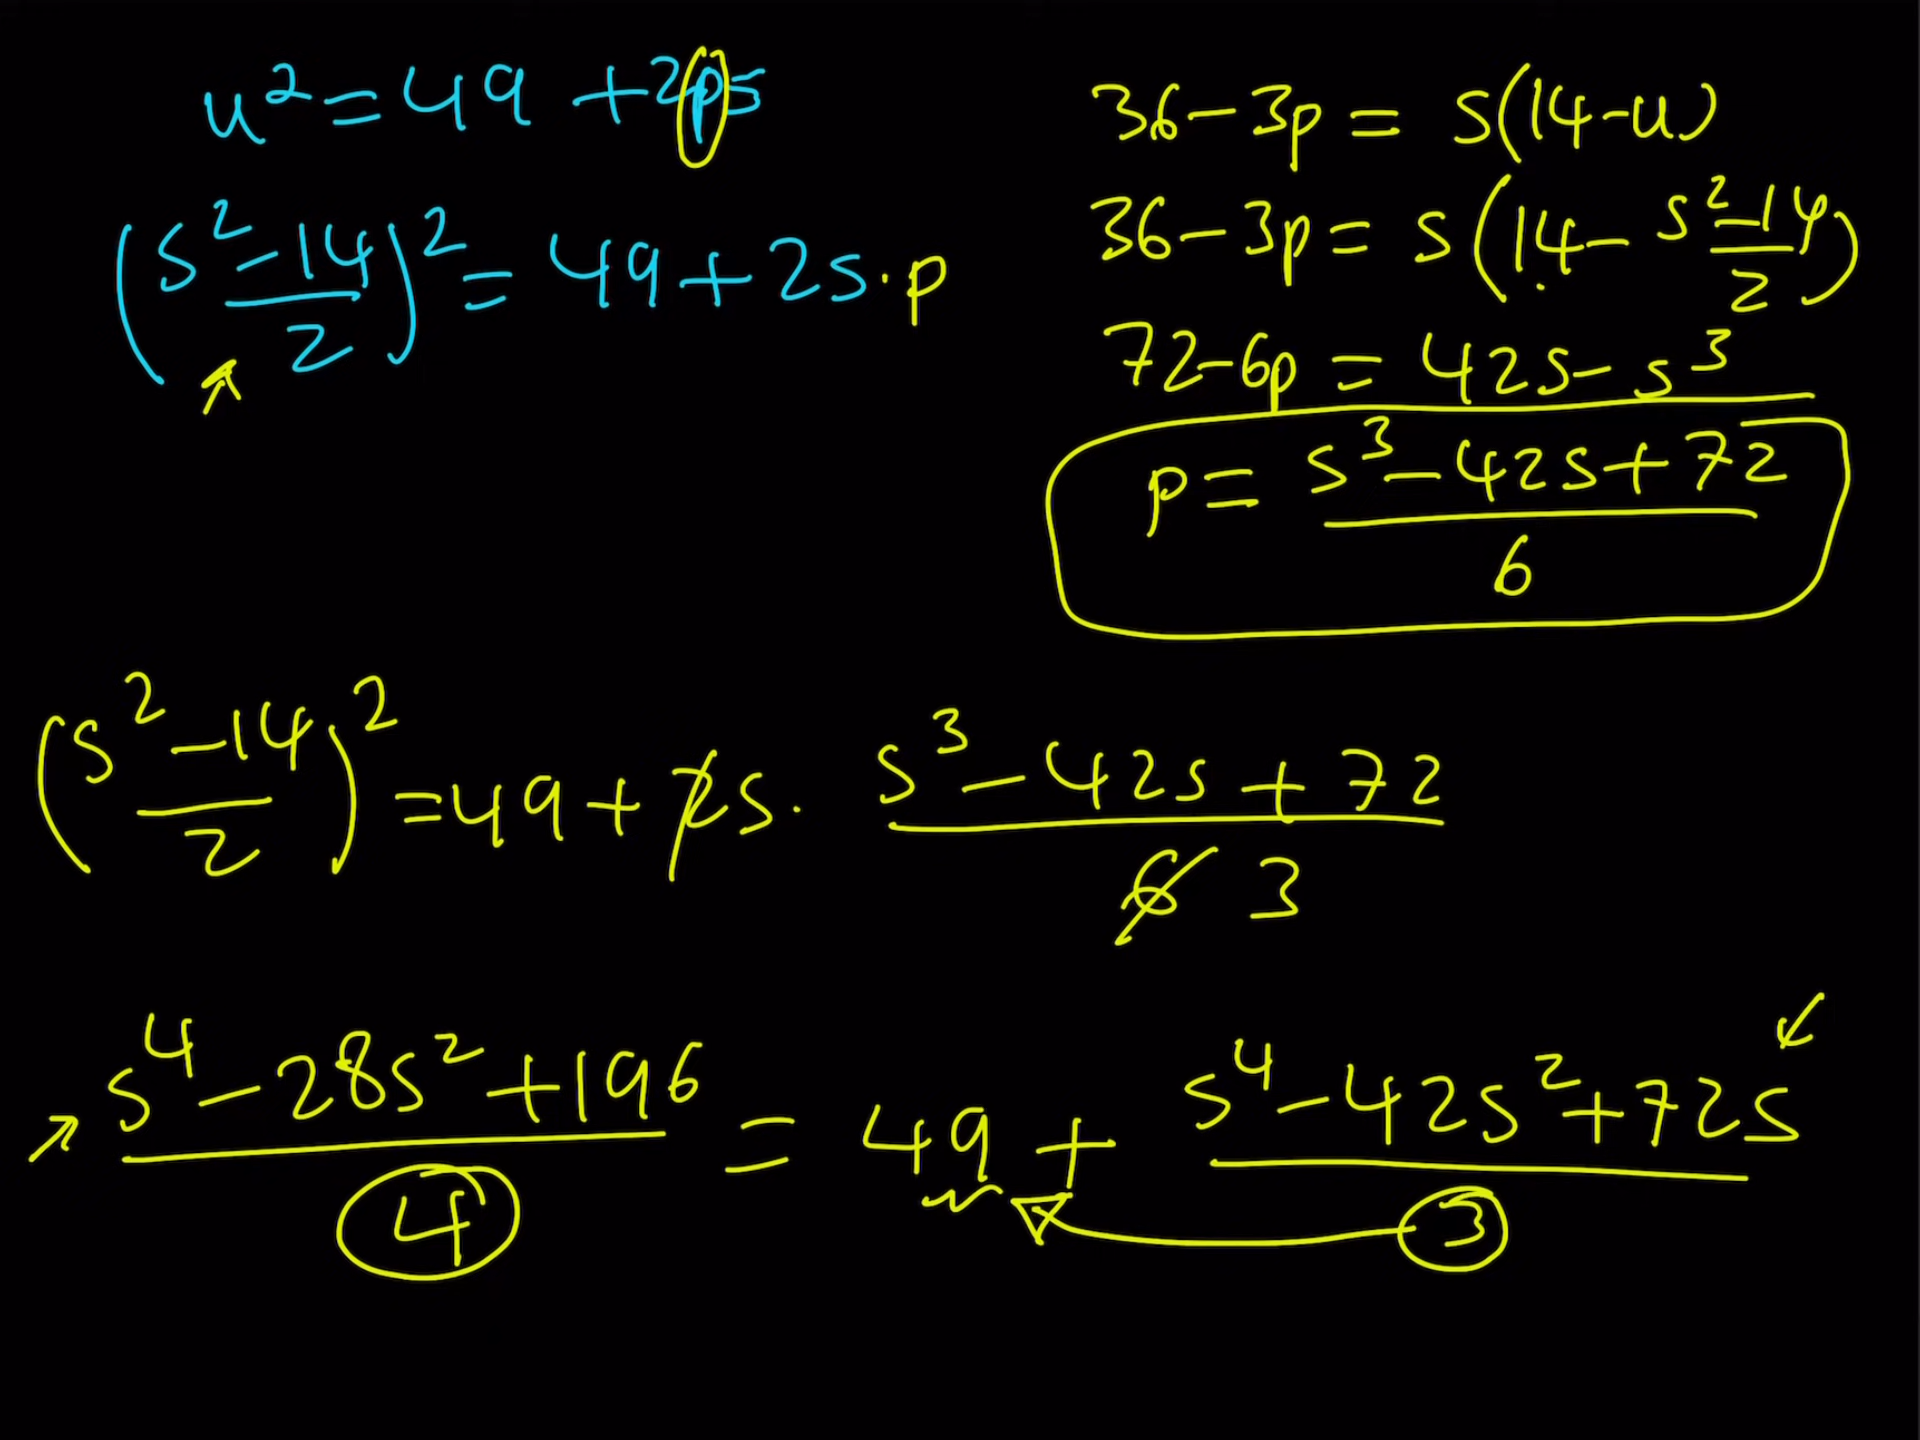 u² = 49 + 2ps
((s² - 14)/2)² = 49 + 2s · p
36 - 3p = s(14 - u)
36 - 3p = s(14 - (s² - 14)/2)
72 - 6p = 42s - s³
p = (s³ - 42s + 72)/6
((s² - 14)/2)² = 49 + 2s · (s³ - 42s + 72)/6 3
(s⁴ - 28s² + 196)/4 = 49 + (s⁴ - 42s² + 72s)/3